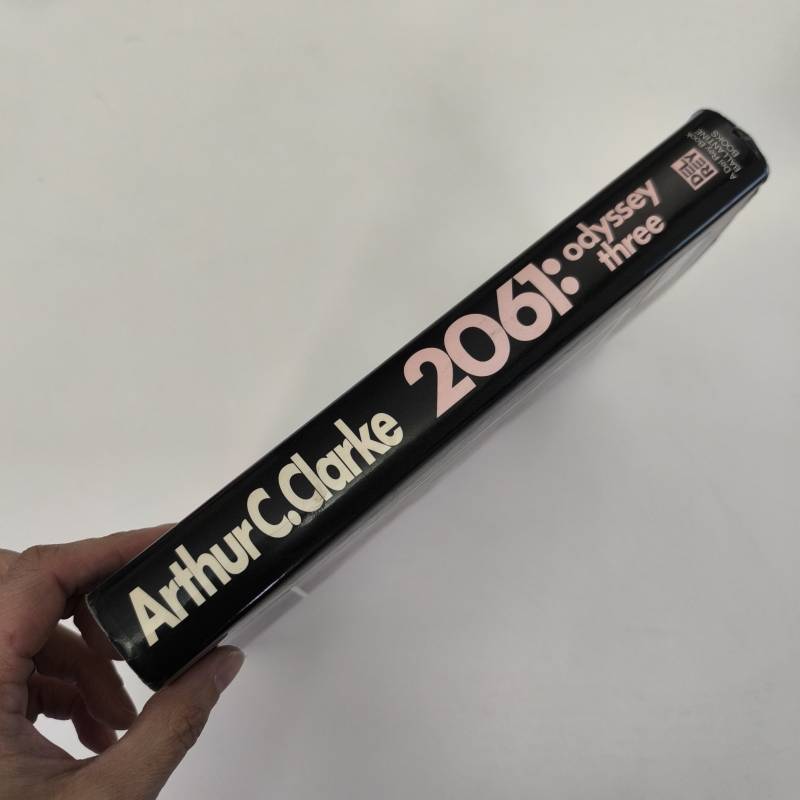 Arthur C. Clarke
2061:
odyssey
three
DEL
REY
A Del Rey Book
BALLANTINE
BOOKS